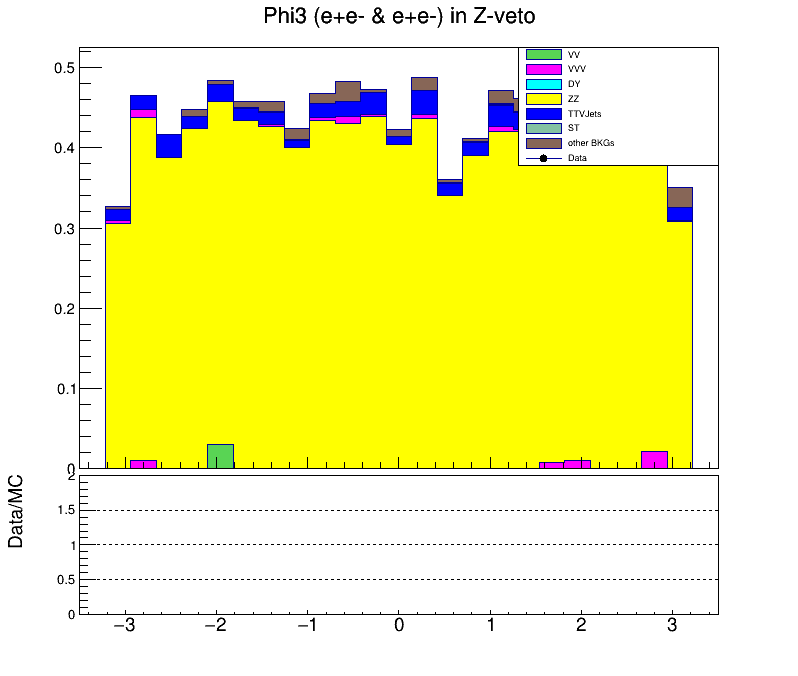 Phi3 (e+e- & e+e-) in Z-veto
VV
VVV
DY
ZZ
TTVJets
ST
other BKGs
Data
0.5
0.4
0.3
0.2
0.1
0
Data/MC
2
1.5
1
0.5
0
−3 −2 −1 0 1 2 3